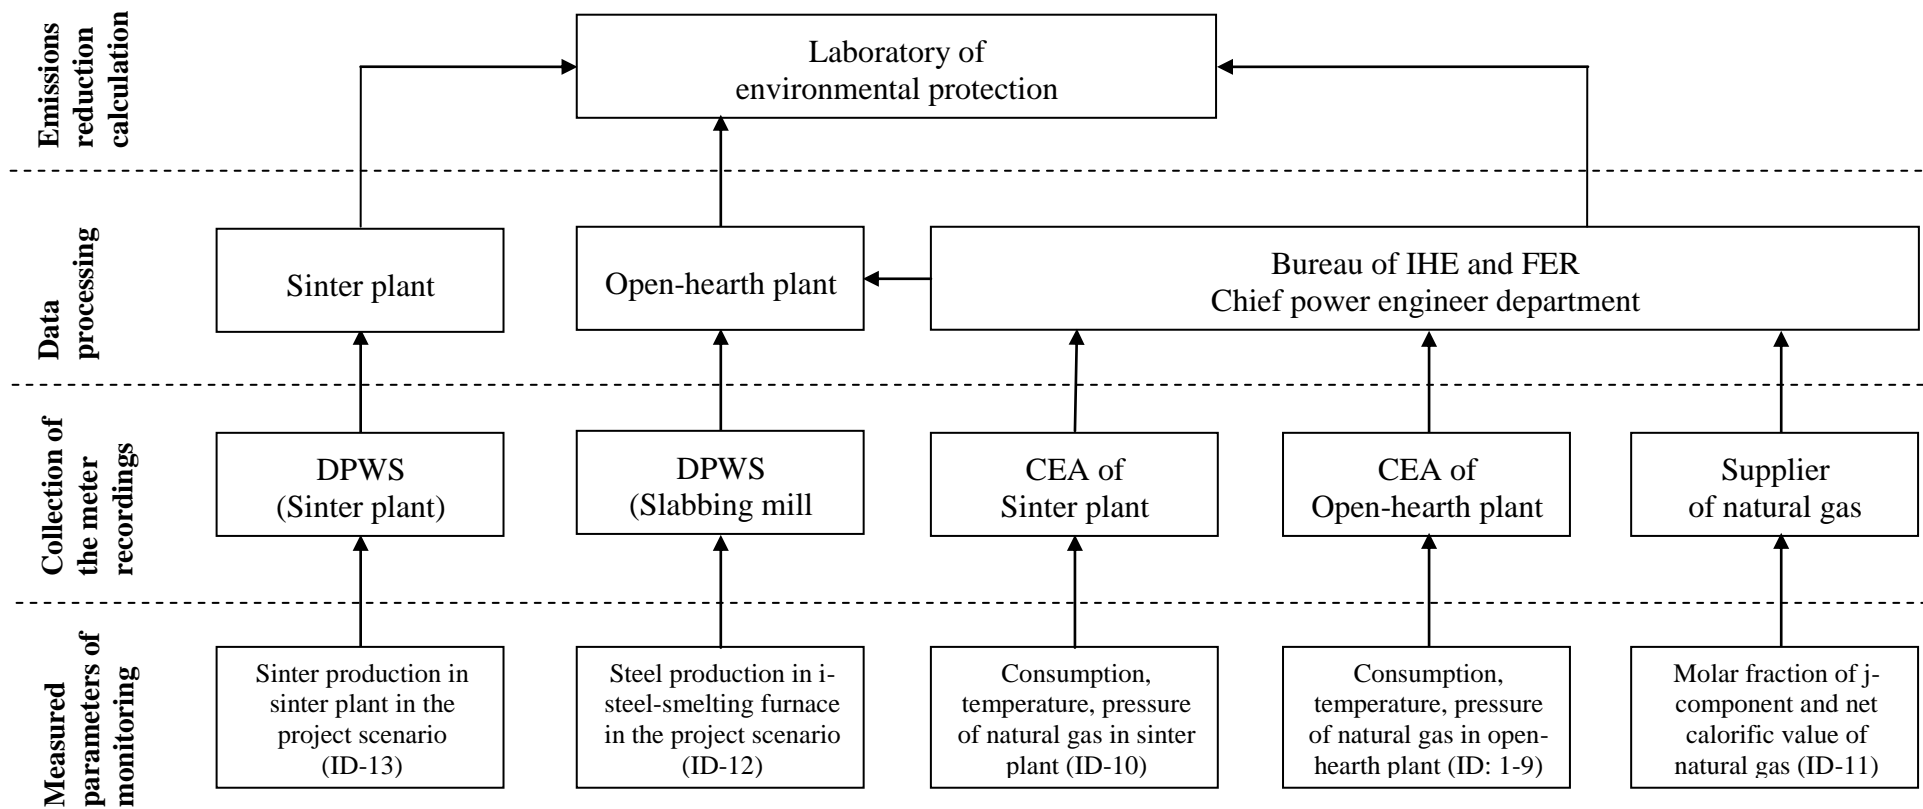 Emissions
reduction
calculation
Laboratory of
environmental protection
Data
processing
Sinter plant
Open-hearth plant
Bureau of IHE and FER
Chief power engineer department
Collection of
the meter
recordings
DPWS
(Sinter plant)
DPWS
(Slabbing mill
CEA of
Sinter plant
CEA of
Open-hearth plant
Supplier
of natural gas
Measured
parameters of
monitoring
Sinter production in
sinter plant in the
project scenario
(ID-13)
Steel production in i-
steel-smelting furnace
in the project scenario
(ID-12)
Consumption,
temperature, pressure
of natural gas in sinter
plant (ID-10)
Consumption,
temperature, pressure
of natural gas in open-
hearth plant (ID: 1-9)
Molar fraction of j-
component and net
calorific value of
natural gas (ID-11)